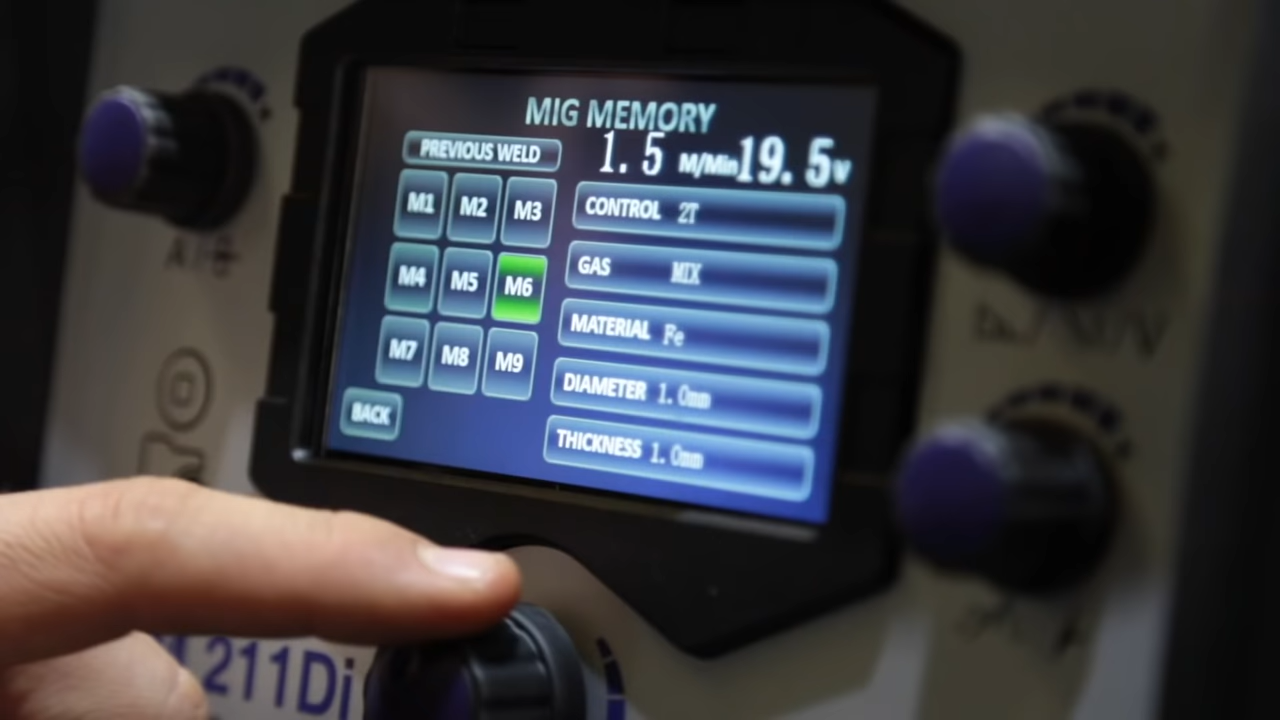 MIG MEMORY
PREVIOUS WELD 1.5 M/Min 19.5v
M1 M2 M3
CONTROL 2T
M4 M5 M6
GAS MIX
MATERIAL Fe
M7 M8 M9
DIAMETER 1.0mm
BACK
THICKNESS 1.0mm
211Di